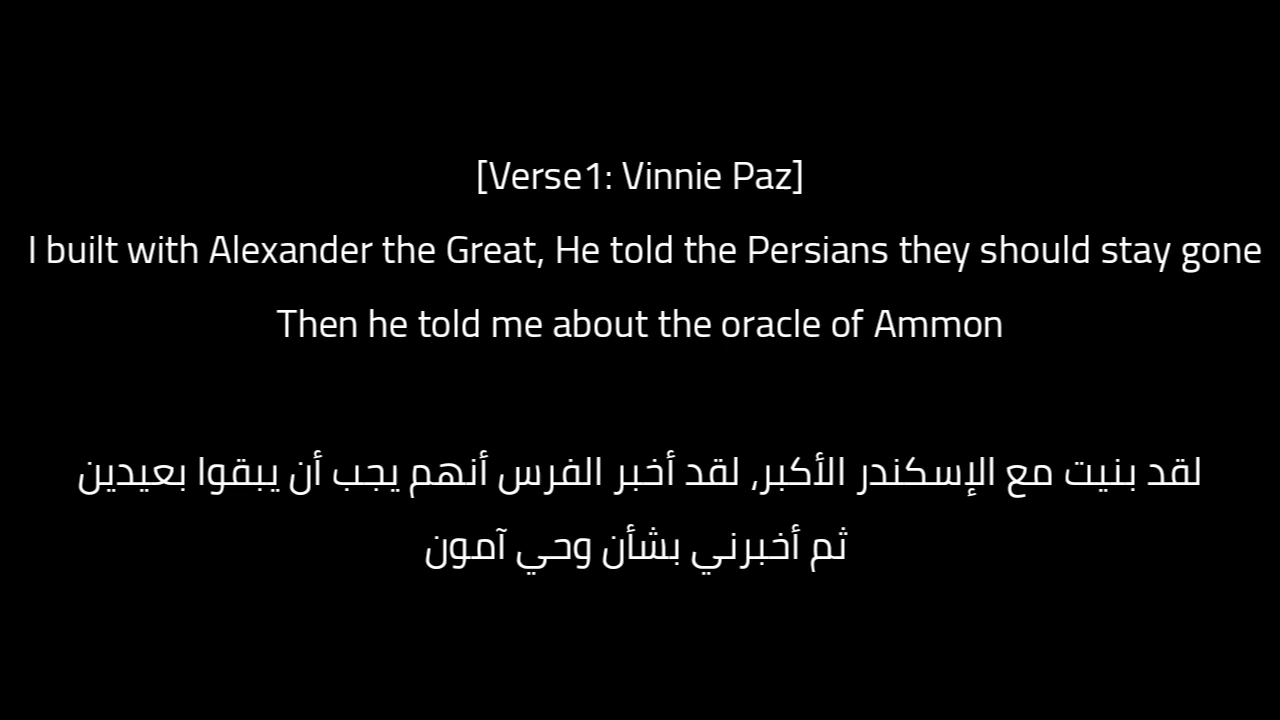 [Verse1: Vinnie Paz]
I built with Alexander the Great, He told the Persians they should stay gone
Then he told me about the oracle of Ammon
لقد بنيت مع الإسكندر الأكبر, لقد أخبر الفرس أنهم يجب أن يبقوا بعيدين
ثم أخبرني بشأن وحي آمون